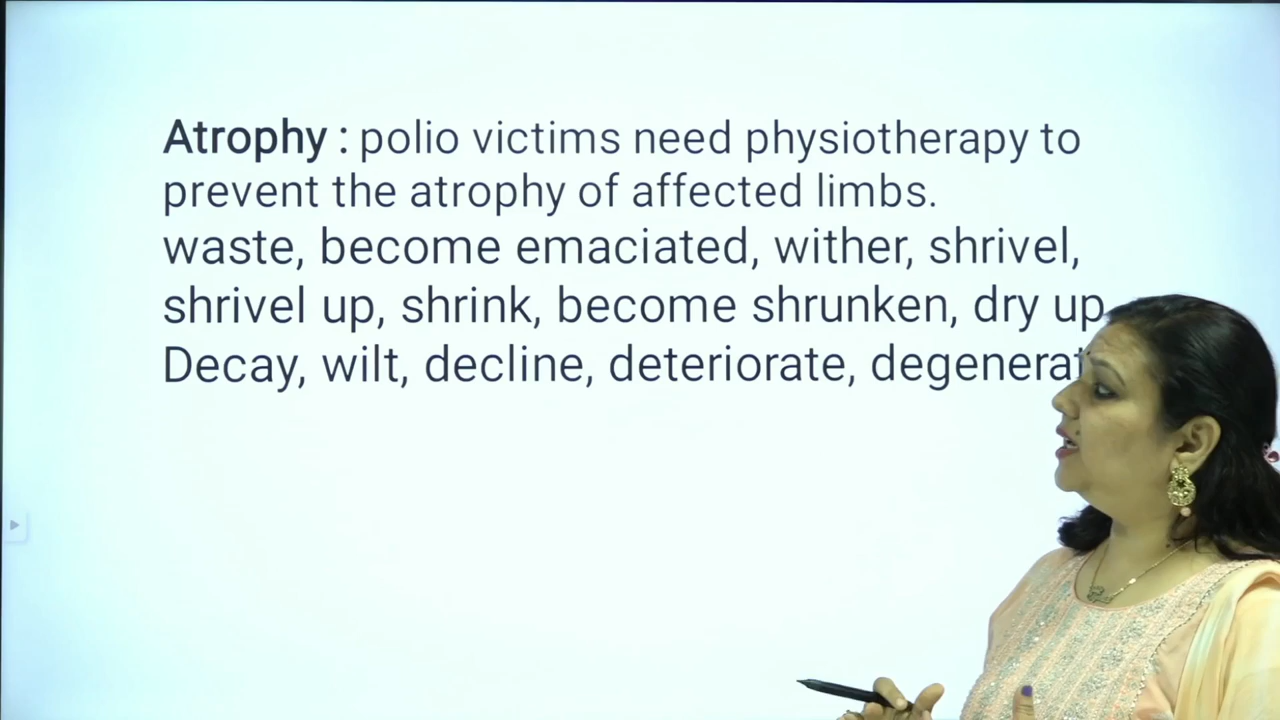 Atrophy : polio victims need physiotherapy to
prevent the atrophy of affected limbs.
waste, become emaciated, wither, shrivel,
shrivel up, shrink, become shrunken, dry up
Decay, wilt, decline, deteriorate,